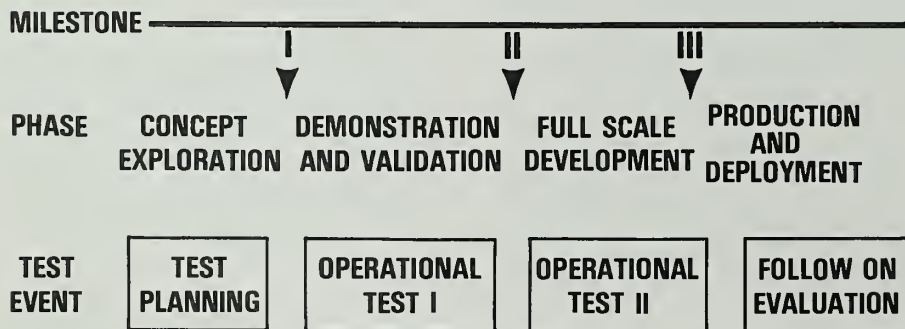 MILESTONE
I II III
PHASE CONCEPT EXPLORATION DEMONSTRATION AND VALIDATION FULL SCALE DEVELOPMENT PRODUCTION AND DEPLOYMENT
TEST EVENT TEST PLANNING OPERATIONAL TEST I OPERATIONAL TEST II FOLLOW ON EVALUATION